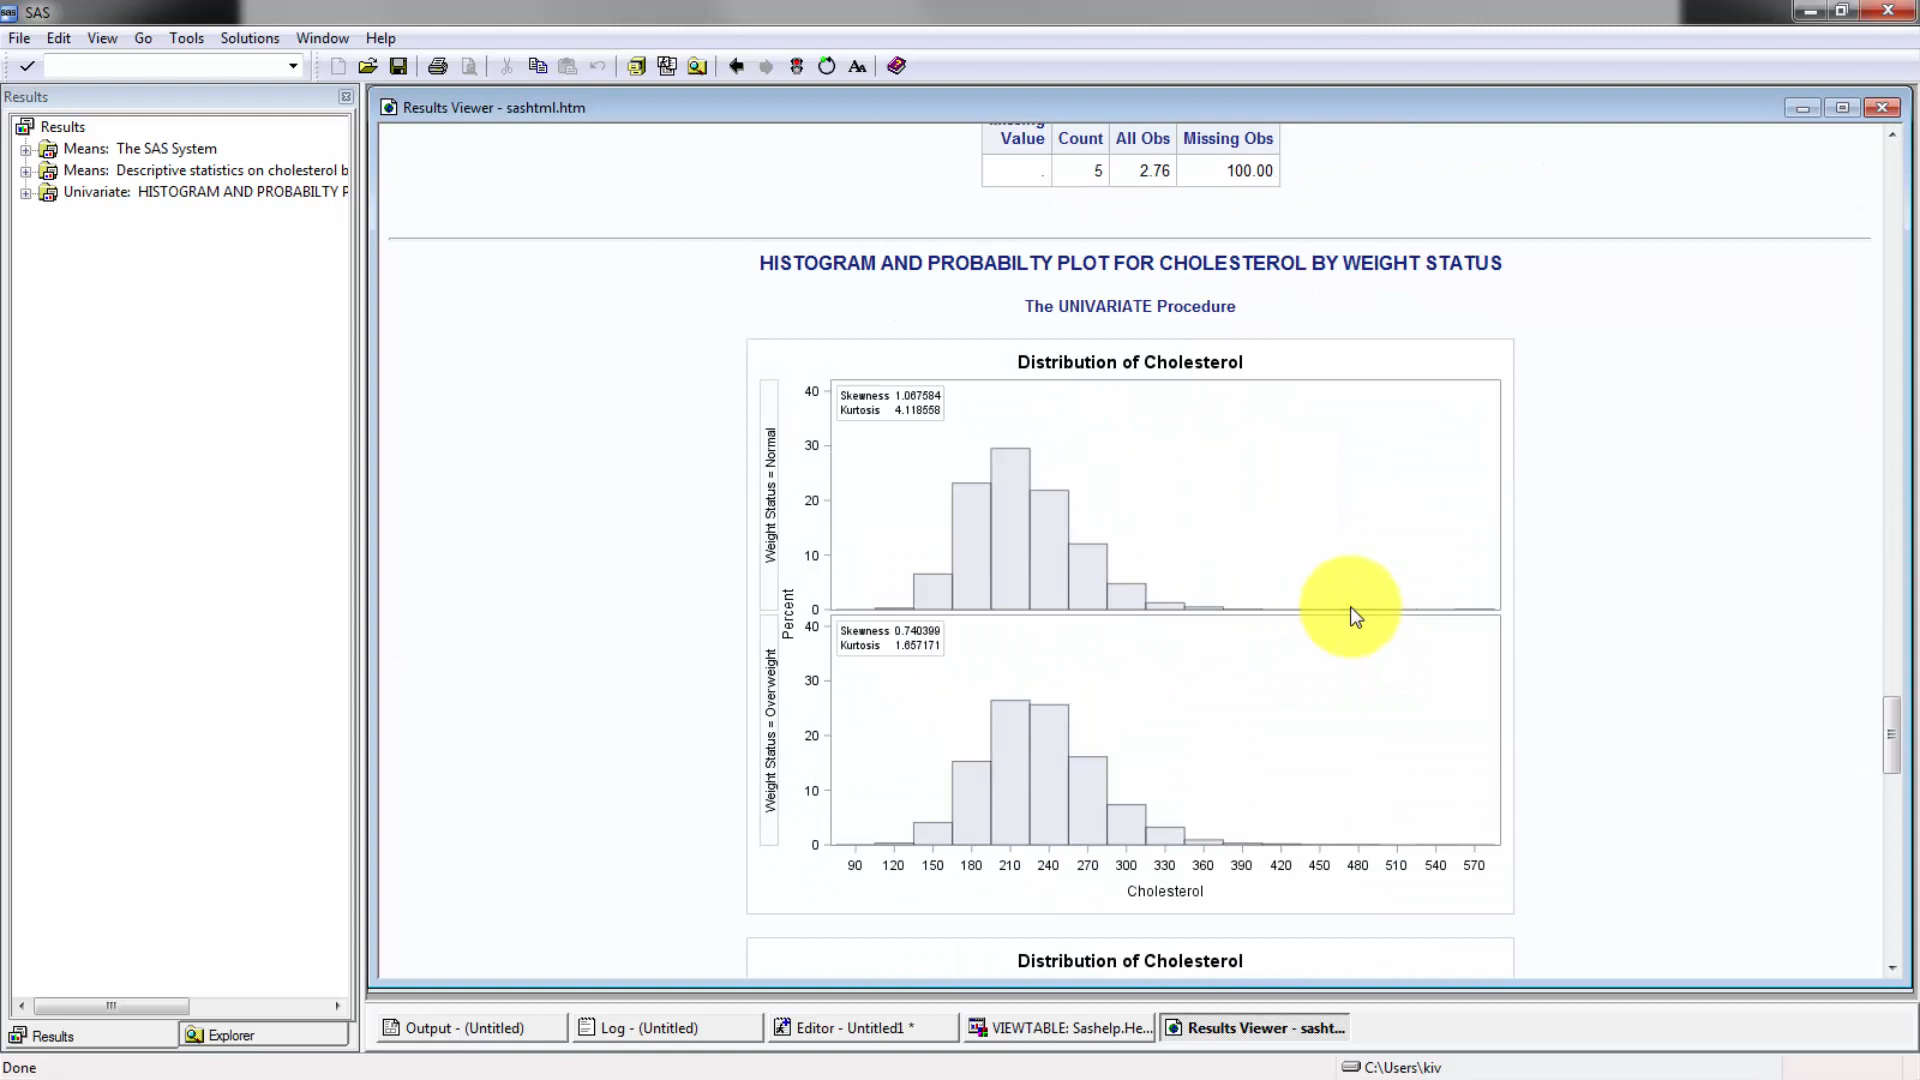 SAS
File Edit View Go Tools Solutions Window Help
Results
Results Viewer - sashtml.htm
Results
Means: The SAS System
Means: Descriptive statistics on cholesterol b
Univariate: HISTOGRAM AND PROBABILTY P
Value Count All Obs Missing Obs
. 5 2.76 100.00
HISTOGRAM AND PROBABILTY PLOT FOR CHOLESTEROL BY WEIGHT STATUS
The UNIVARIATE Procedure
Distribution of Cholesterol
Skewness 1.067584
Kurtosis 4.118558
40
30
20
10
0
Weight Status = Normal
Percent
Skewness 0.740399
Kurtosis 1.657171
40
30
20
10
0
Weight Status = Overweight
90 120 150 180 210 240 270 300 330 360 390 420 450 480 510 540 570
Cholesterol
Distribution of Cholesterol
Results Explorer
Output - (Untitled) Log - (Untitled) Editor - Untitled1 * VIEWTABLE: Sashelp.He... Results Viewer - sasht...
Done C:\Users\kiv